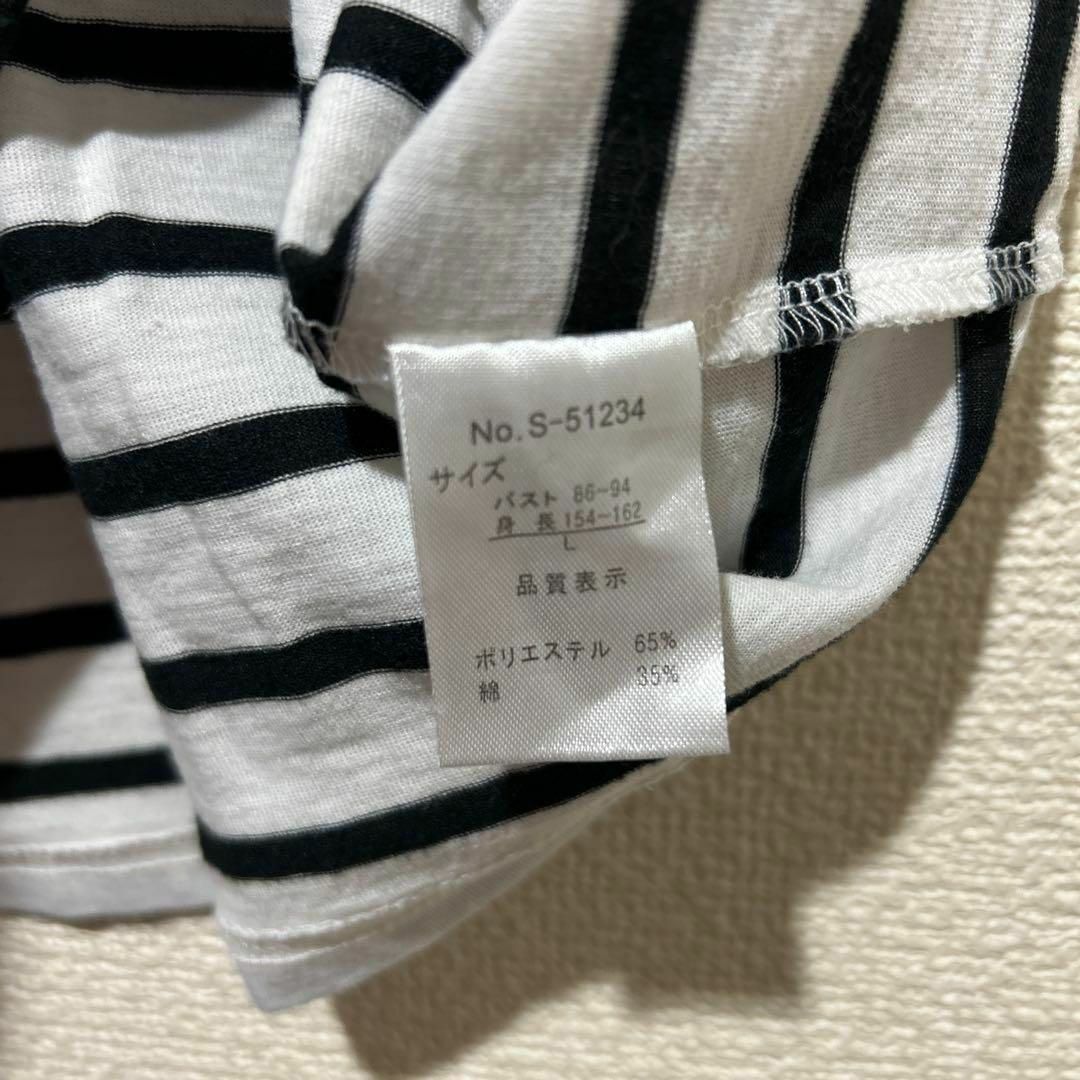 No.S-51234
サイズ
バスト 86-94
身 長 154-162
L
品質表示
ポリエステル 65%
綿 35%